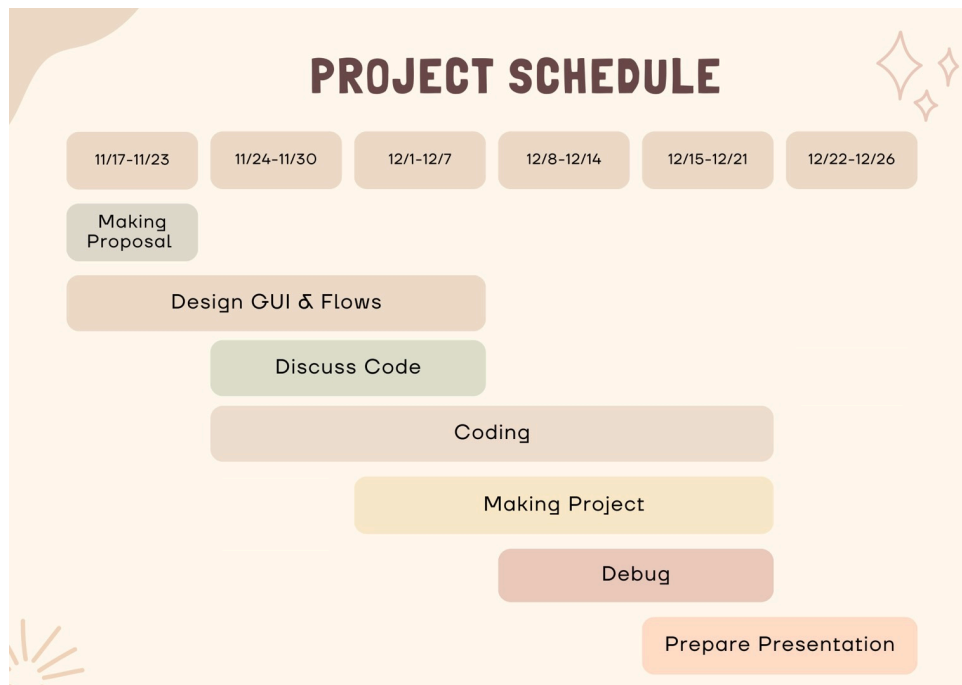 PROJECT SCHEDULE
11/17-11/23
11/24-11/30
12/1-12/7
12/8-12/14
12/15-12/21
12/22-12/26
Making
Proposal
Design GUI & Flows
Discuss Code
Coding
Making Project
Debug
Prepare Presentation